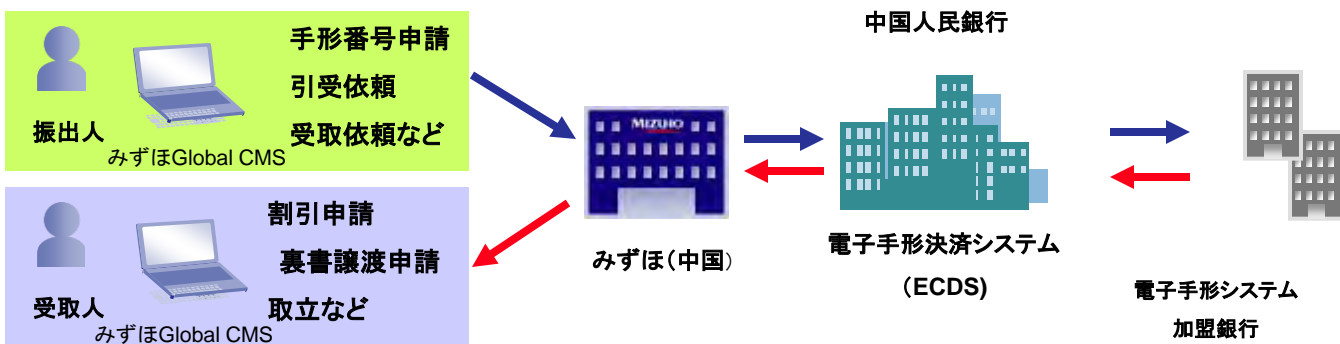 手形番号申請
引受依頼
受取依頼など
振出人
みずほGlobal CMS
割引申請
裏書譲渡申請
取立など
受取人
みずほGlobal CMS
MIZUHO
みずほ(中国)
中国人民銀行
電子手形決済システム
(ECDS)
電子手形システム
加盟銀行